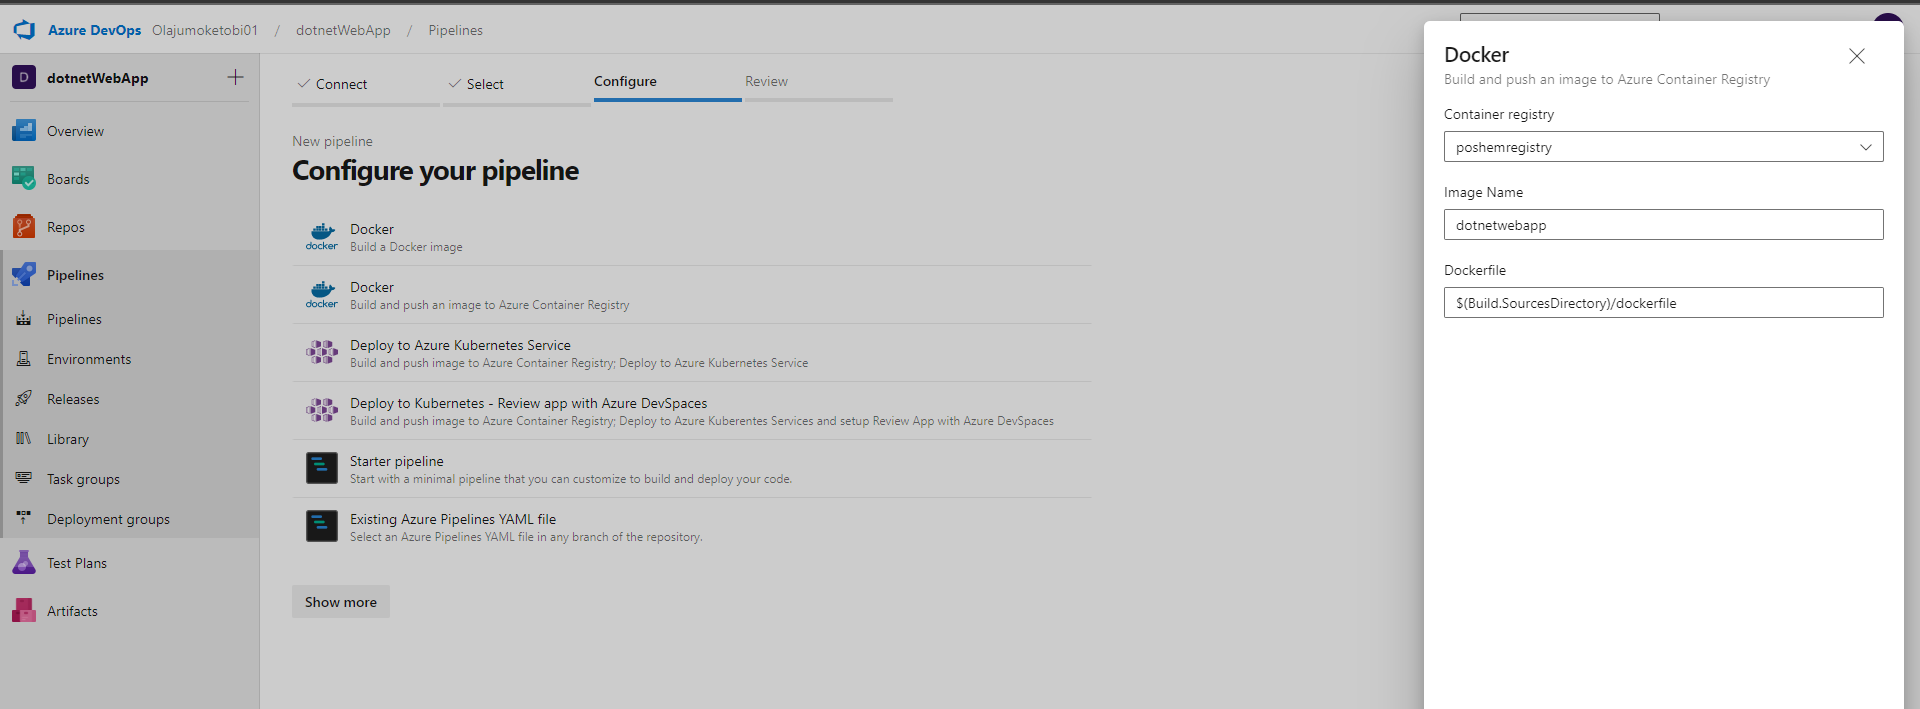 Azure DevOps Olajumoketobi01 / dotnetWebApp / Pipelines
D dotnetWebApp
Overview
Boards
Repos
Pipelines
Pipelines
Environments
Releases
Library
Task groups
Deployment groups
Test Plans
Artifacts
Connect Select Configure Review
New pipeline
Configure your pipeline
docker
Docker
Build a Docker image
docker
Docker
Build and push an image to Azure Container Registry
Deploy to Azure Kubernetes Service
Build and push image to Azure Container Registry; Deploy to Azure Kubernetes Service
Deploy to Kubernetes - Review app with Azure DevSpaces
Build and push image to Azure Container Registry; Deploy to Azure Kuberentes Services and setup Review App with Azure DevSpaces
Starter pipeline
Start with a minimal pipeline that you can customize to build and deploy your code.
Existing Azure Pipelines YAML file
Select an Azure Pipelines YAML file in any branch of the repository.
Show more
Docker
Build and push an image to Azure Container Registry
Container registry
poshemregistry
Image Name
dotnetwebapp
Dockerfile
$(Build.SourcesDirectory)/dockerfile